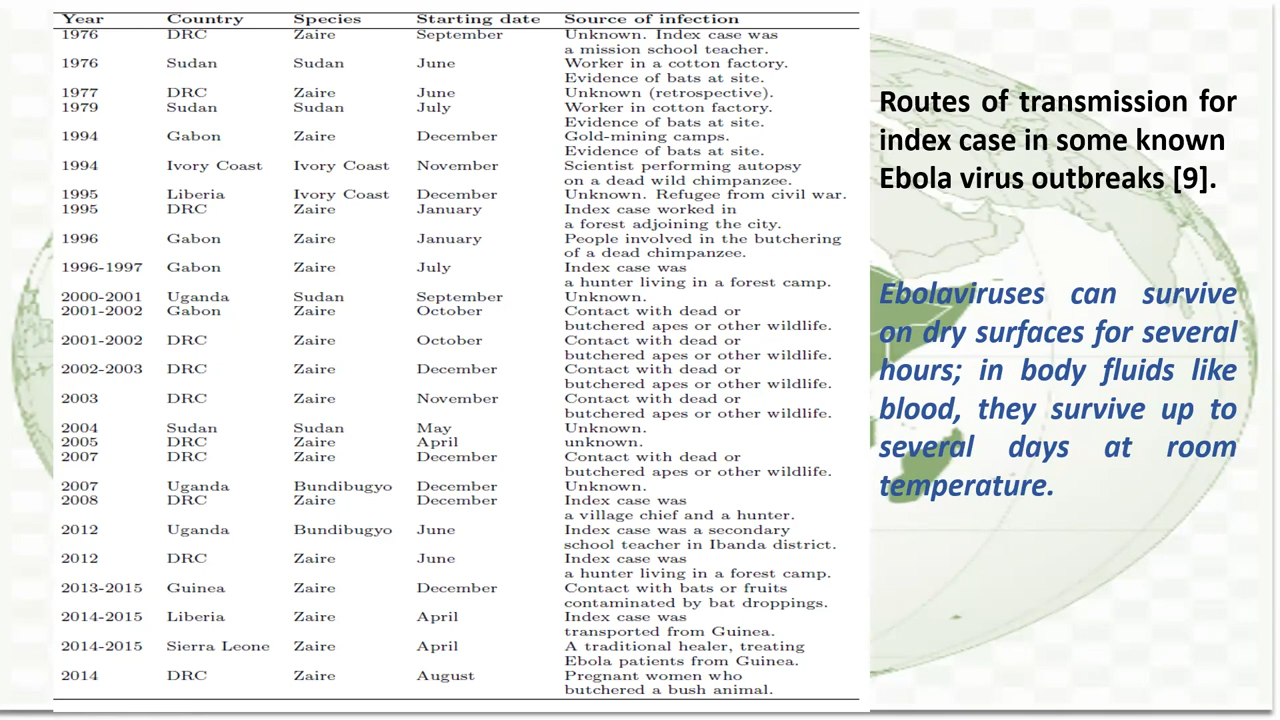 Year Country Species Starting date Source of infection
1976 DRC Zaire September Unknown. Index case was
a mission school teacher.
1976 Sudan Sudan June Worker in a cotton factory.
Evidence of bats at site.
1977 DRC Zaire June Unknown (retrospective).
1979 Sudan Sudan July Worker in cotton factory.
Evidence of bats at site.
1994 Gabon Zaire December Gold-mining camps.
Evidence of bats at site.
1994 Ivory Coast Ivory Coast November Scientist performing autopsy
on a dead wild chimpanzee.
1995 Liberia Ivory Coast December Unknown. Refugee from civil war.
1995 DRC Zaire January Index case worked in
a forest adjoining the city.
1996 Gabon Zaire January People involved in the butchering
of a dead chimpanzee.
1996-1997 Gabon Zaire July Index case was
a hunter living in a forest camp.
2000-2001 Uganda Sudan September Unknown.
2001-2002 Gabon Zaire October Contact with dead or
butchered apes or other wildlife.
2001-2002 DRC Zaire October Contact with dead or
butchered apes or other wildlife.
2002-2003 DRC Zaire December Contact with dead or
butchered apes or other wildlife.
2003 DRC Zaire November Contact with dead or
butchered apes or other wildlife.
2004 Sudan Sudan May Unknown.
2005 DRC Zaire April unknown.
2007 DRC Zaire December Contact with dead or
butchered apes or other wildlife.
2007 Uganda Bundibugyo December Unknown.
2008 DRC Zaire December Index case was
a village chief and a hunter.
2012 Uganda Bundibugyo June Index case was a secondary
school teacher in Ibanda district.
2012 DRC Zaire June Index case was
a hunter living in a forest camp.
2013-2015 Guinea Zaire December Contact with bats or fruits
contaminated by bat droppings.
2014-2015 Liberia Zaire April Index case was
transported from Guinea.
2014-2015 Sierra Leone Zaire April A traditional healer, treating
Ebola patients from Guinea.
2014 DRC Zaire August Pregnant women who
butchered a bush animal.
Routes of transmission for
index case in some known
Ebola virus outbreaks [9].
Ebolaviruses can survive
on dry surfaces for several
hours; in body fluids like
blood, they survive up to
several days at room
temperature.